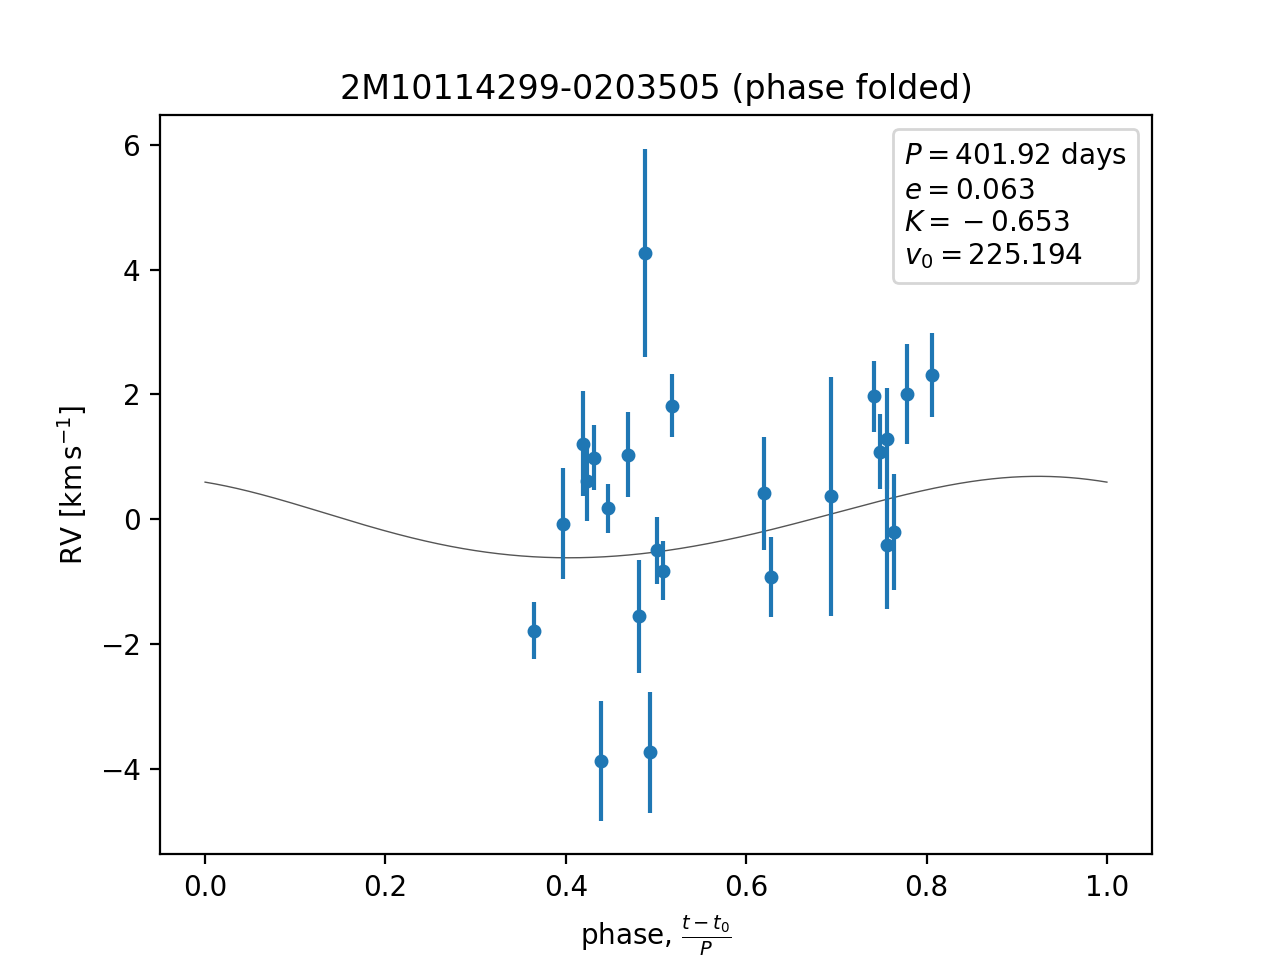 2M10114299-0203505 (phase folded)
P = 401.92 days
e = 0.063
K = −0.653
v₀ = 225.194
6
4
2
0
−2
−4
RV [km s⁻¹]
0.0 0.2 0.4 0.6 0.8 1.0
phase, (t − t₀)/P